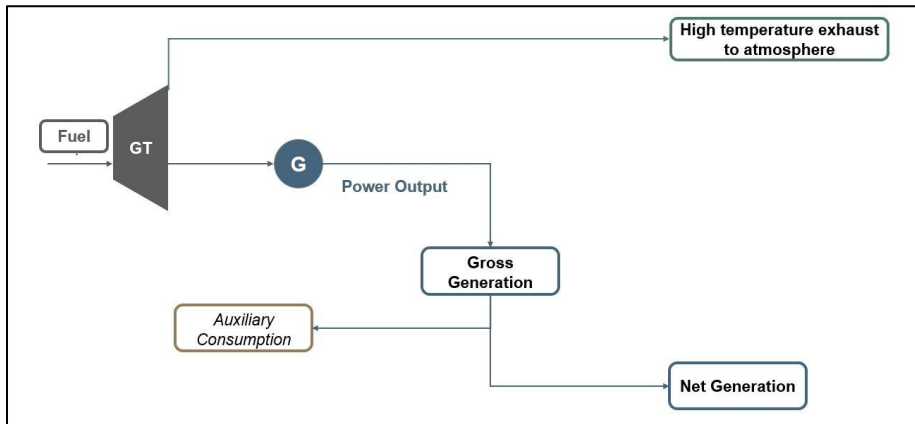 High temperature exhaust
to atmosphere
Fuel
GT
G
Power Output
Gross
Generation
Auxiliary
Consumption
Net Generation